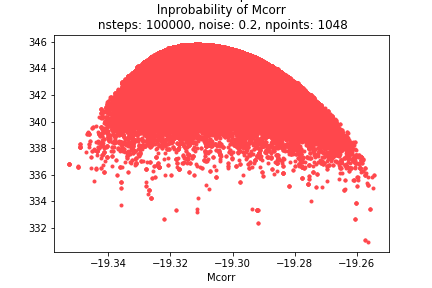 lnprobability of Mcorr
nsteps: 100000, noise: 0.2, npoints: 1048
346
344
342
340
338
336
334
332
−19.34 −19.32 −19.30 −19.28 −19.26
Mcorr